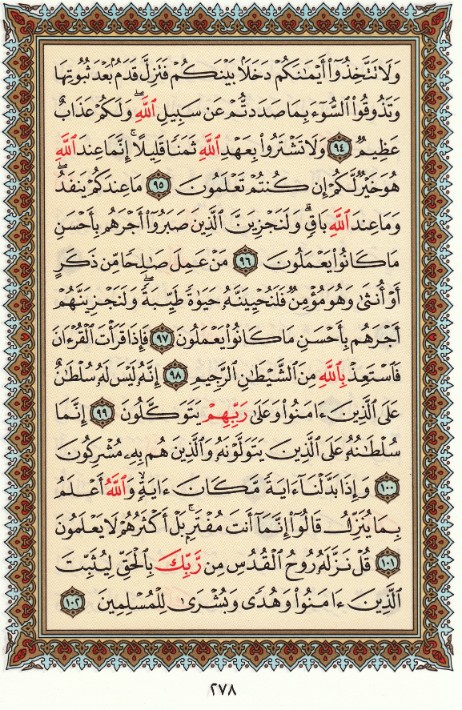 وَلَا تَتَّخِذُوٓا۟ أَيْمَـٰنَكُمْ دَخَلًۢا بَيْنَكُمْ فَتَزِلَّ قَدَمٌۢ بَعْدَ ثُبُوتِهَا
وَتَذُوقُوا۟ ٱلسُّوٓءَ بِمَا صَدَدتُّمْ عَن سَبِيلِ ٱللَّهِ ۖ وَلَكُمْ عَذَابٌ
عَظِيمٌ ٩٤ وَلَا تَشْتَرُوا۟ بِعَهْدِ ٱللَّهِ ثَمَنًا قَلِيلًا ۚ إِنَّمَا عِندَ ٱللَّهِ
هُوَ خَيْرٌ لَّكُمْ إِن كُنتُمْ تَعْلَمُونَ ٩٥ مَا عِندَكُمْ يَنفَدُ ۖ
وَمَا عِندَ ٱللَّهِ بَاقٍ ۗ وَلَنَجْزِيَنَّ ٱلَّذِينَ صَبَرُوٓا۟ أَجْرَهُم بِأَحْسَنِ
مَا كَانُوا۟ يَعْمَلُونَ ٩٦ مَنْ عَمِلَ صَـٰلِحًا مِّن ذَكَرٍ
أَوْ أُنثَىٰ وَهُوَ مُؤْمِنٌ فَلَنُحْيِيَنَّهُۥ حَيَوٰةً طَيِّبَةً ۖ وَلَنَجْزِيَنَّهُمْ
أَجْرَهُم بِأَحْسَنِ مَا كَانُوا۟ يَعْمَلُونَ ٩٧ فَإِذَا قَرَأْتَ ٱلْقُرْءَانَ
فَٱسْتَعِذْ بِٱللَّهِ مِنَ ٱلشَّيْطَـٰنِ ٱلرَّجِيمِ ٩٨ إِنَّهُۥ لَيْسَ لَهُۥ سُلْطَـٰنٌ
عَلَى ٱلَّذِينَ ءَامَنُوا۟ وَعَلَىٰ رَبِّهِمْ يَتَوَكَّلُونَ ٩٩ إِنَّمَا
سُلْطَـٰنُهُۥ عَلَى ٱلَّذِينَ يَتَوَلَّوْنَهُۥ وَٱلَّذِينَ هُم بِهِۦ مُشْرِكُونَ
١٠٠ وَإِذَا بَدَّلْنَآ ءَايَةً مَّكَانَ ءَايَةٍ ۙ وَٱللَّهُ أَعْلَمُ
بِمَا يُنَزِّلُ قَالُوٓا۟ إِنَّمَآ أَنتَ مُفْتَرٍۭ ۚ بَلْ أَكْثَرُهُمْ لَا يَعْلَمُونَ
١٠١ قُلْ نَزَّلَهُۥ رُوحُ ٱلْقُدُسِ مِن رَّبِّكَ بِٱلْحَقِّ لِيُثَبِّتَ
ٱلَّذِينَ ءَامَنُوا۟ وَهُدًى وَبُشْرَىٰ لِلْمُسْلِمِينَ ١٠٢
٢٧٨